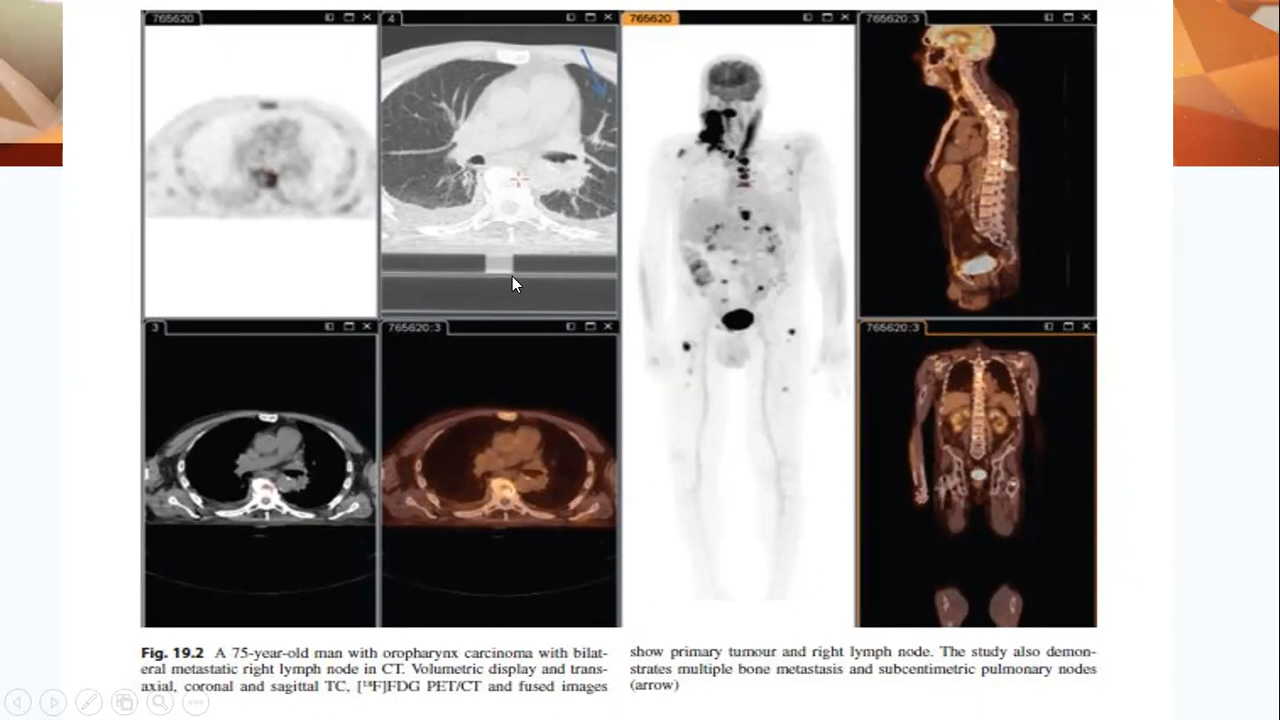 765620
4
765620
765620:3
3
765620:3
765620:3
Fig. 19.2 A 75-year-old man with oropharynx carcinoma with bilat-
eral metastatic right lymph node in CT. Volumetric display and trans-
axial, coronal and sagittal TC, [¹⁸F]FDG PET/CT and fused images
show primary tumour and right lymph node. The study also demon-
strates multiple bone metastasis and subcentimetric pulmonary nodes
(arrow)